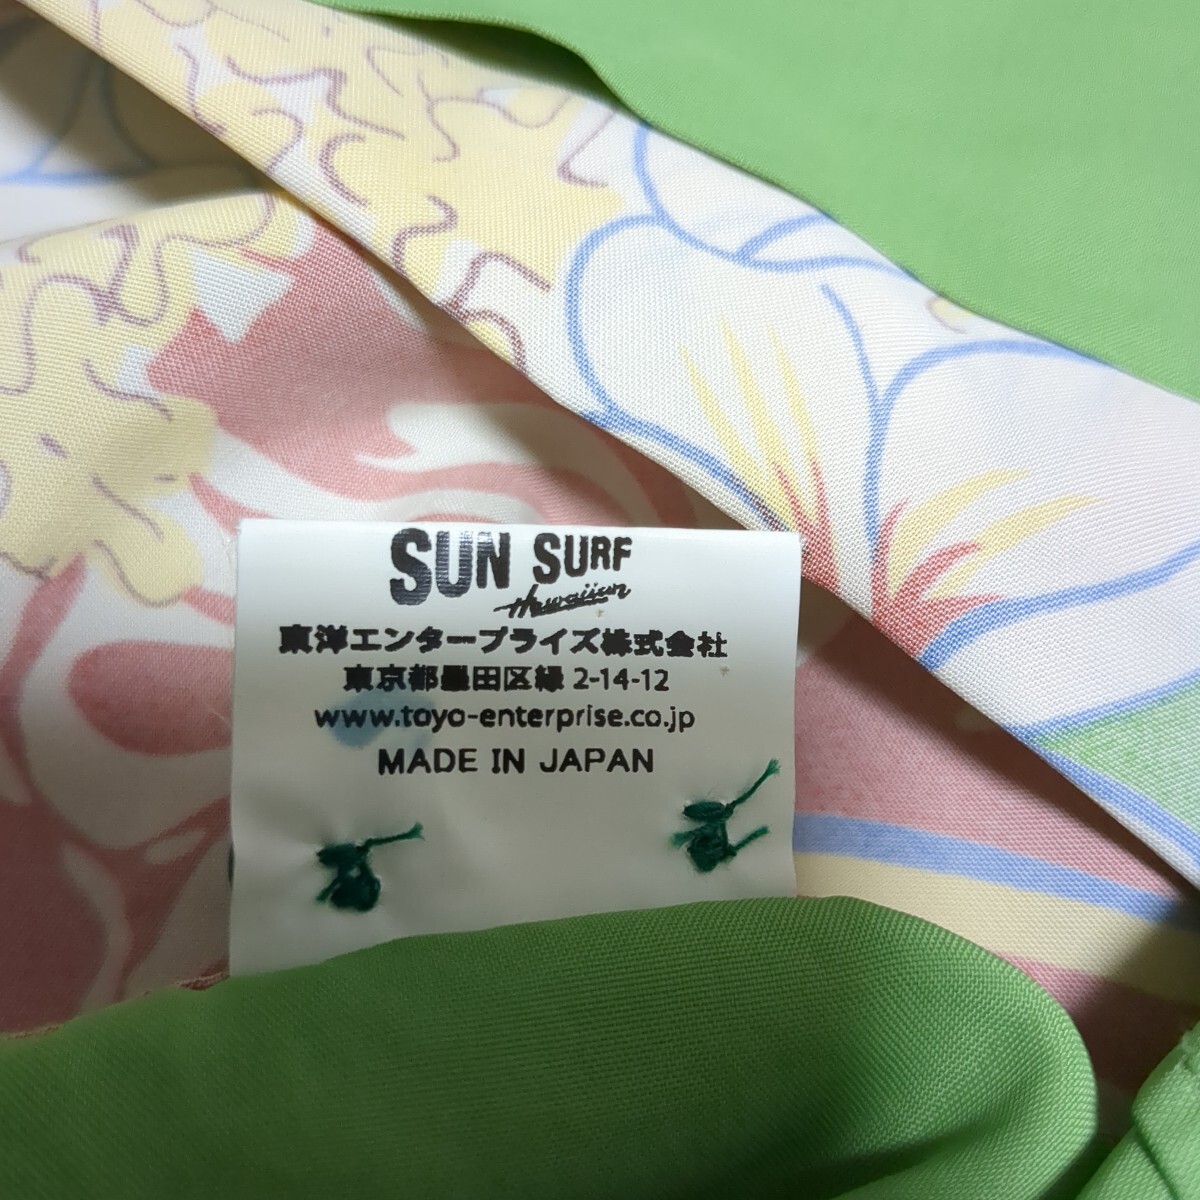 SUN SURF
Hawaiian
東洋エンタープライズ株式会社
東京都墨田区緑 2-14-12
www.toyo-enterprise.co.jp
MADE IN JAPAN